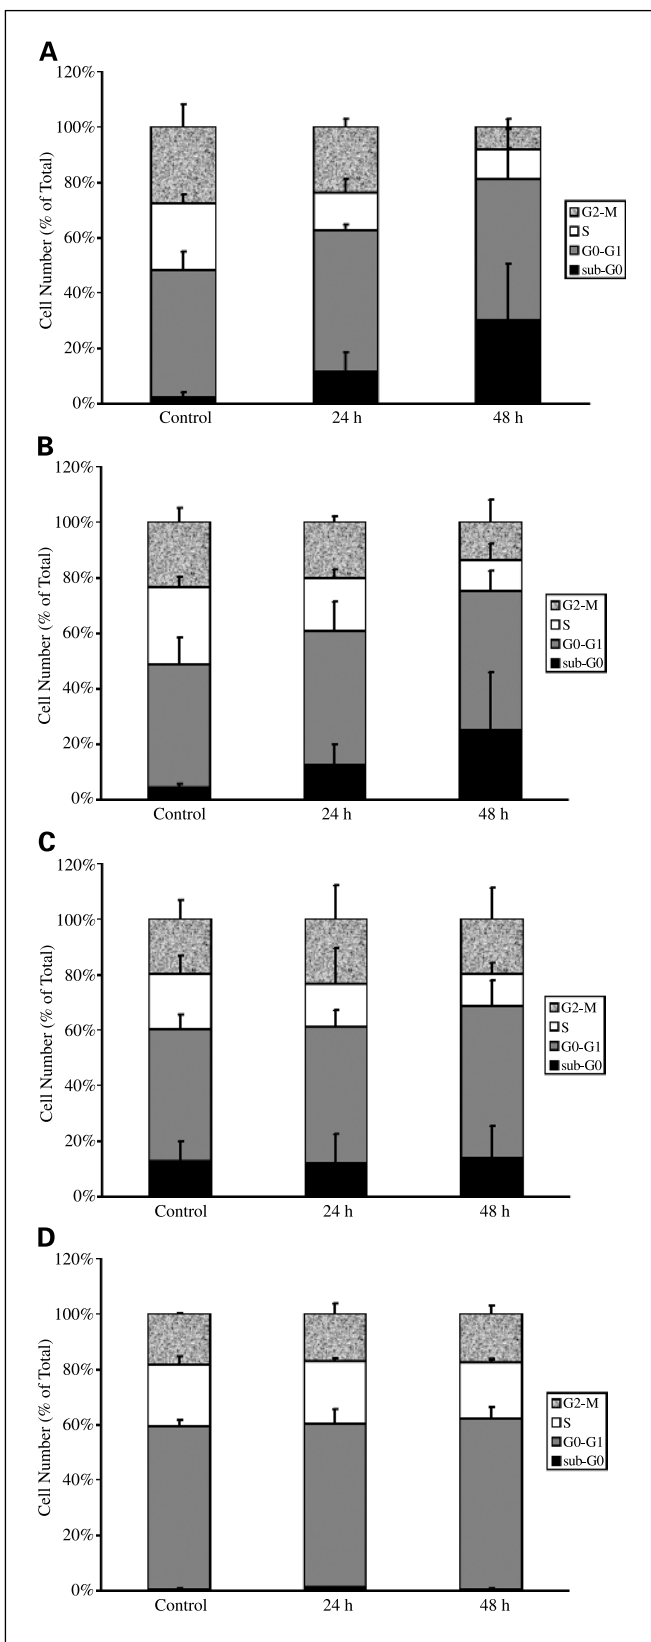 A
120%
100%
80%
60%
40%
20%
0%
Cell Number (% of Total)
Control
24 h
48 h
G2-M
S
G0-G1
sub-G0
B
120%
100%
80%
60%
40%
20%
0%
Cell Number (% of Total)
Control
24 h
48 h
G2-M
S
G0-G1
sub-G0
C
120%
100%
80%
60%
40%
20%
0%
Cell Number (% of Total)
Control
24 h
48 h
G2-M
S
G0-G1
sub-G0
D
120%
100%
80%
60%
40%
20%
0%
Cell Number (% of Total)
Control
24 h
48 h
G2-M
S
G0-G1
sub-G0